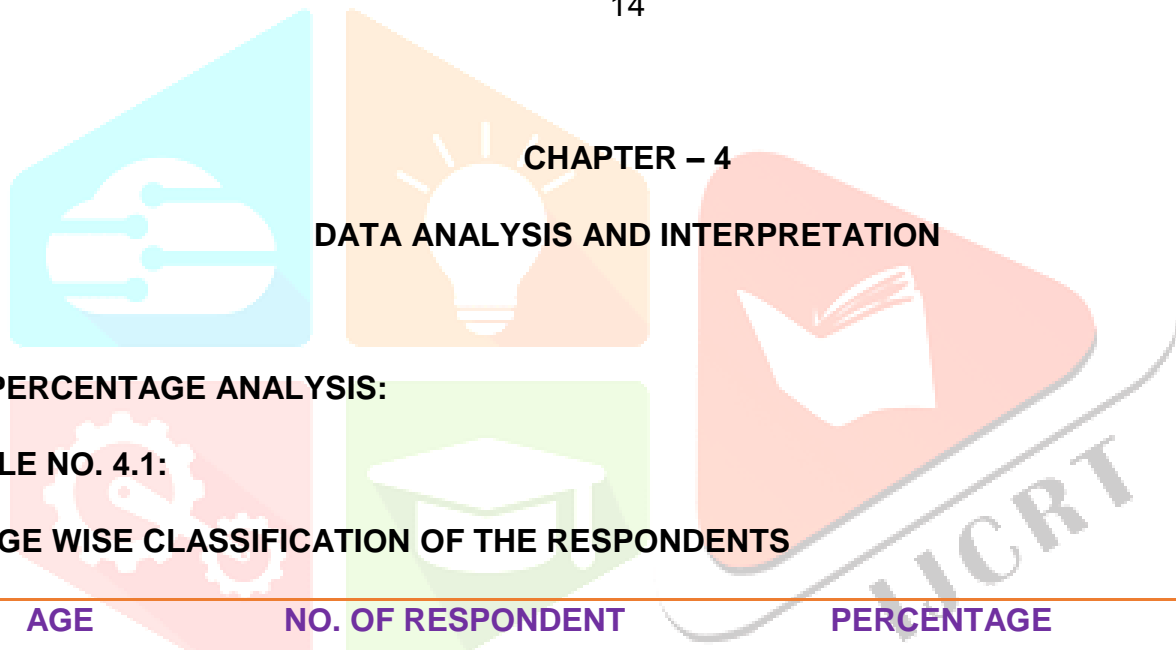 14
CHAPTER – 4
DATA ANALYSIS AND INTERPRETATION
PERCENTAGE ANALYSIS:
LE NO. 4.1:
GE WISE CLASSIFICATION OF THE RESPONDENTS
AGE NO. OF RESPONDENT PERCENTAGE
IJCRT